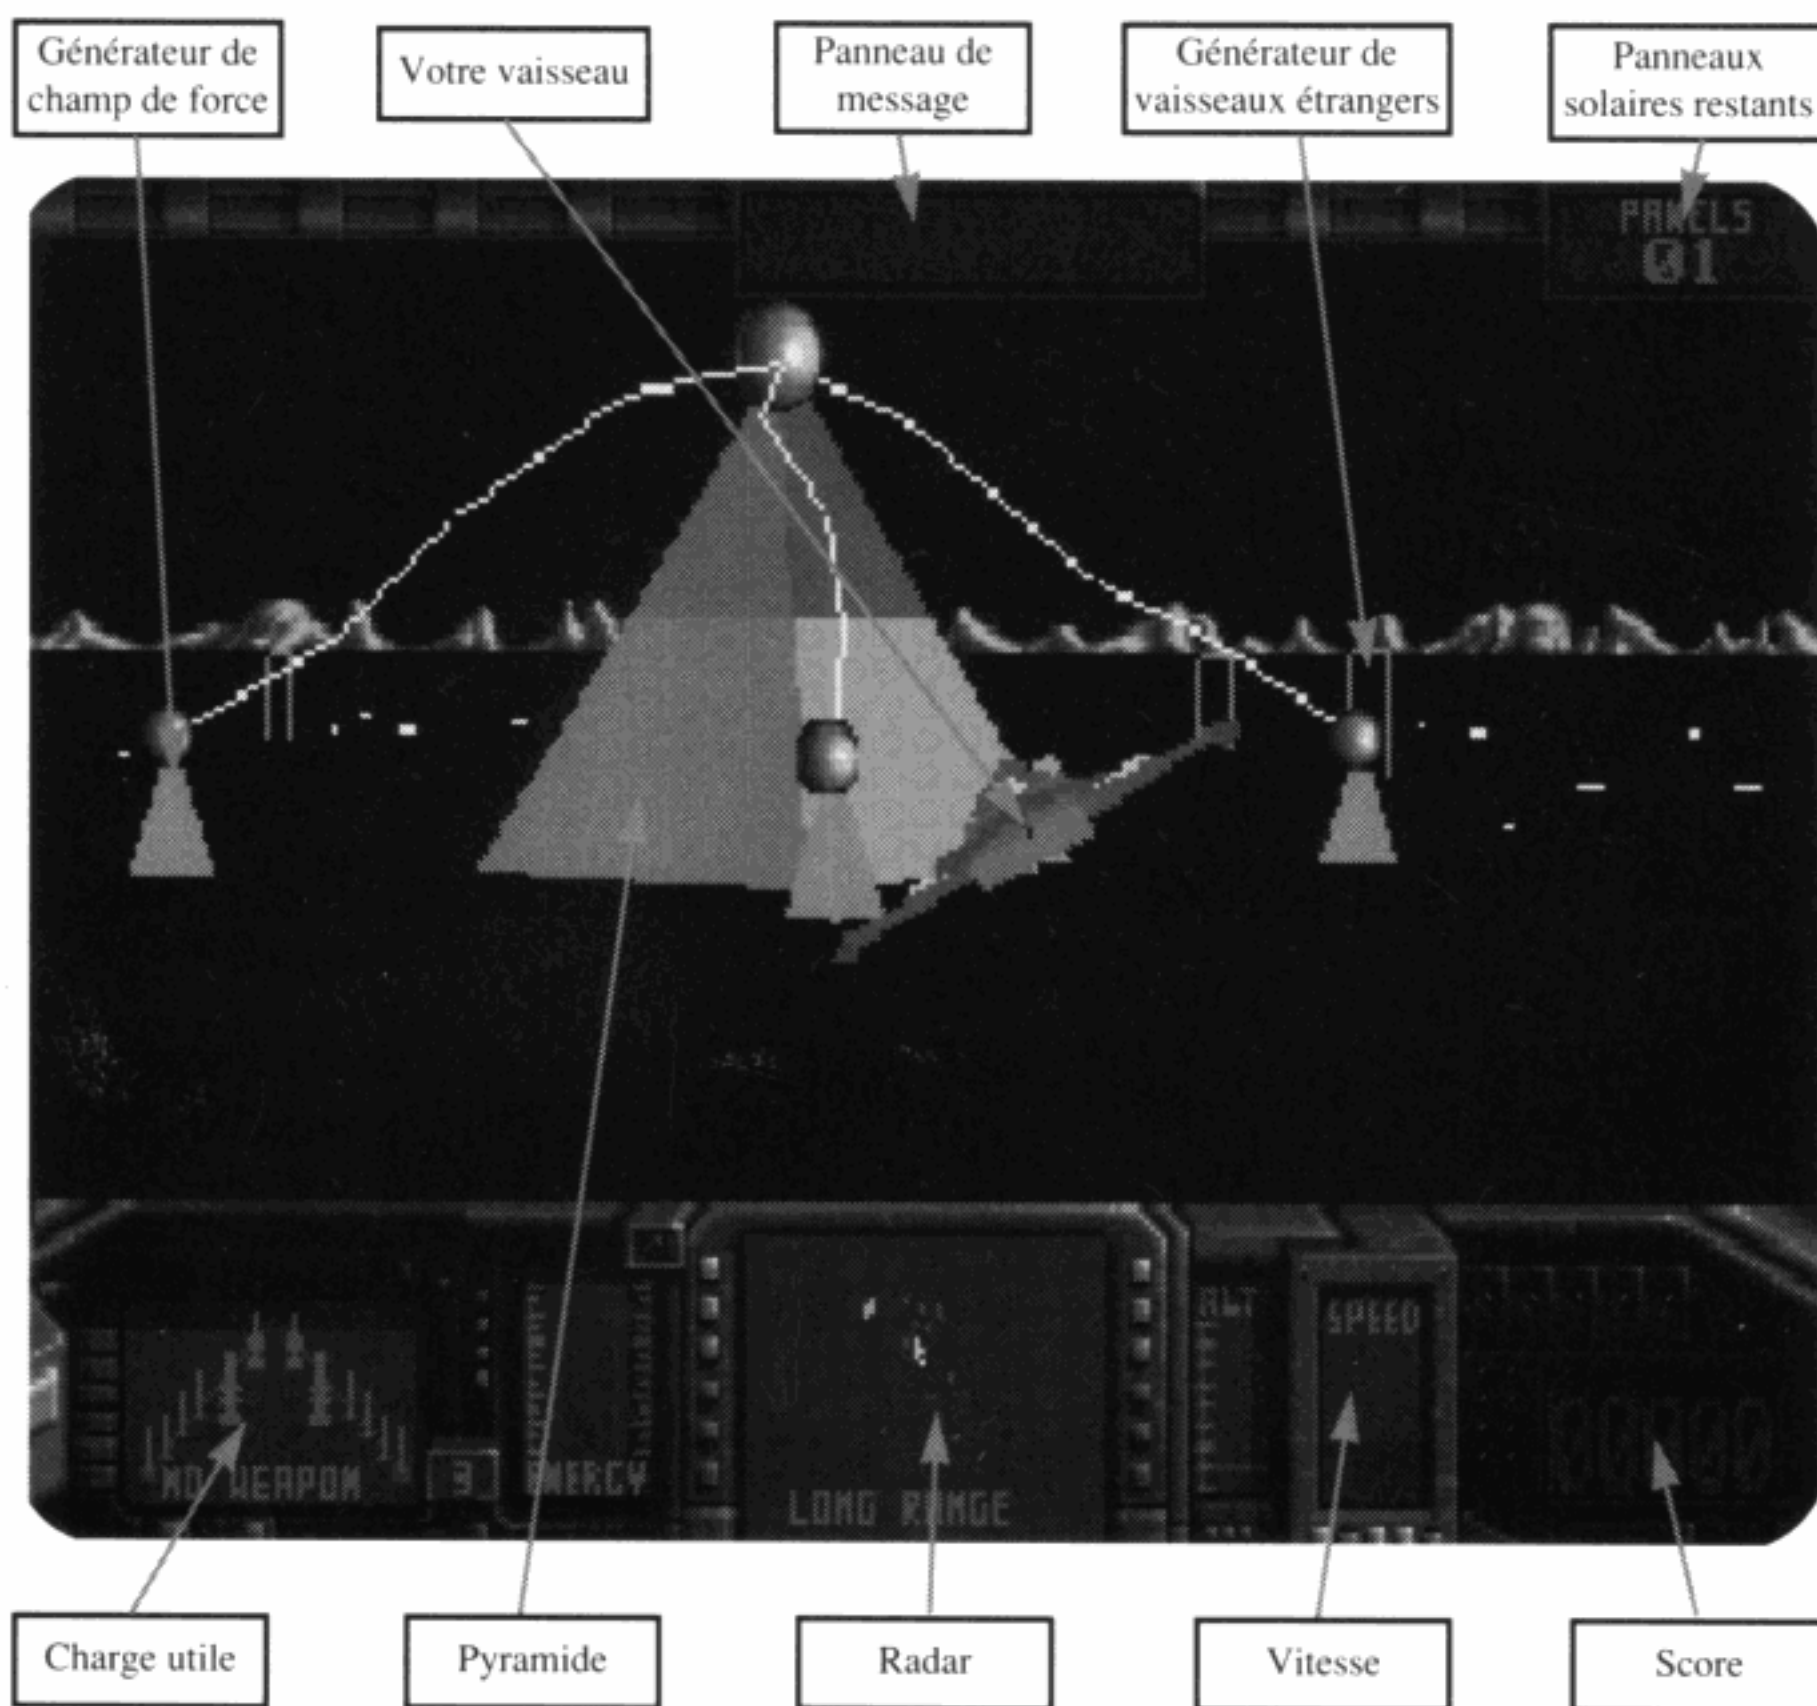 Générateur de
champ de force
Votre vaisseau
Panneau de
message
Générateur de
vaisseaux étrangers
Panneaux
solaires restants
PANELS
01
ALT
SPEED
NO WEAPON
3
ENERGY
LONG RANGE
00000
Charge utile
Pyramide
Radar
Vitesse
Score